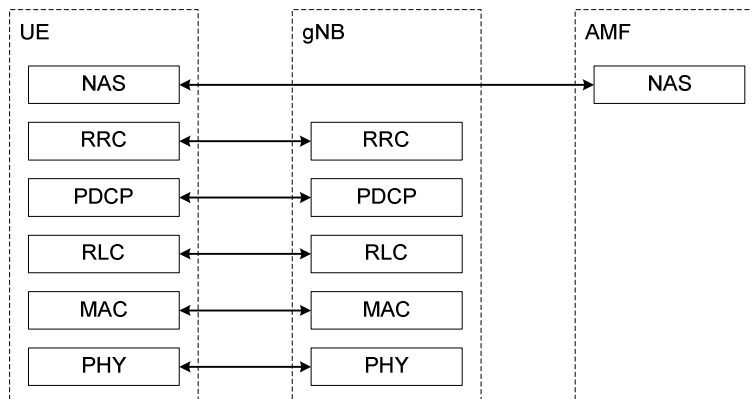 UE gNB AMF
NAS NAS
RRC RRC
PDCP PDCP
RLC RLC
MAC MAC
PHY PHY